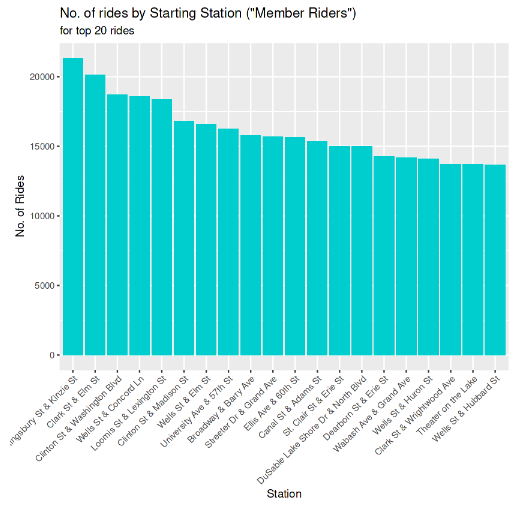 No. of rides by Starting Station ("Member Riders")
for top 20 rides
No. of Rides
20000
15000
10000
5000
0
ingsbury St & Kinzie St
Clark St & Elm St
Clinton St & Washington Blvd
Wells St & Concord Ln
Loomis St & Lexington St
Clinton St & Madison St
Wells St & Elm St
University Ave & 57th St
Broadway & Barry Ave
Streeter Dr & Grand Ave
Ellis Ave & 60th St
Canal St & Adams St
St. Clair St & Erie St
DuSable Lake Shore Dr & North Blvd
Dearborn St & Erie St
Wabash Ave & Grand Ave
Wells St & Huron St
Clark St & Wrightwood Ave
Theater on the Lake
Wells St & Hubbard St
Station